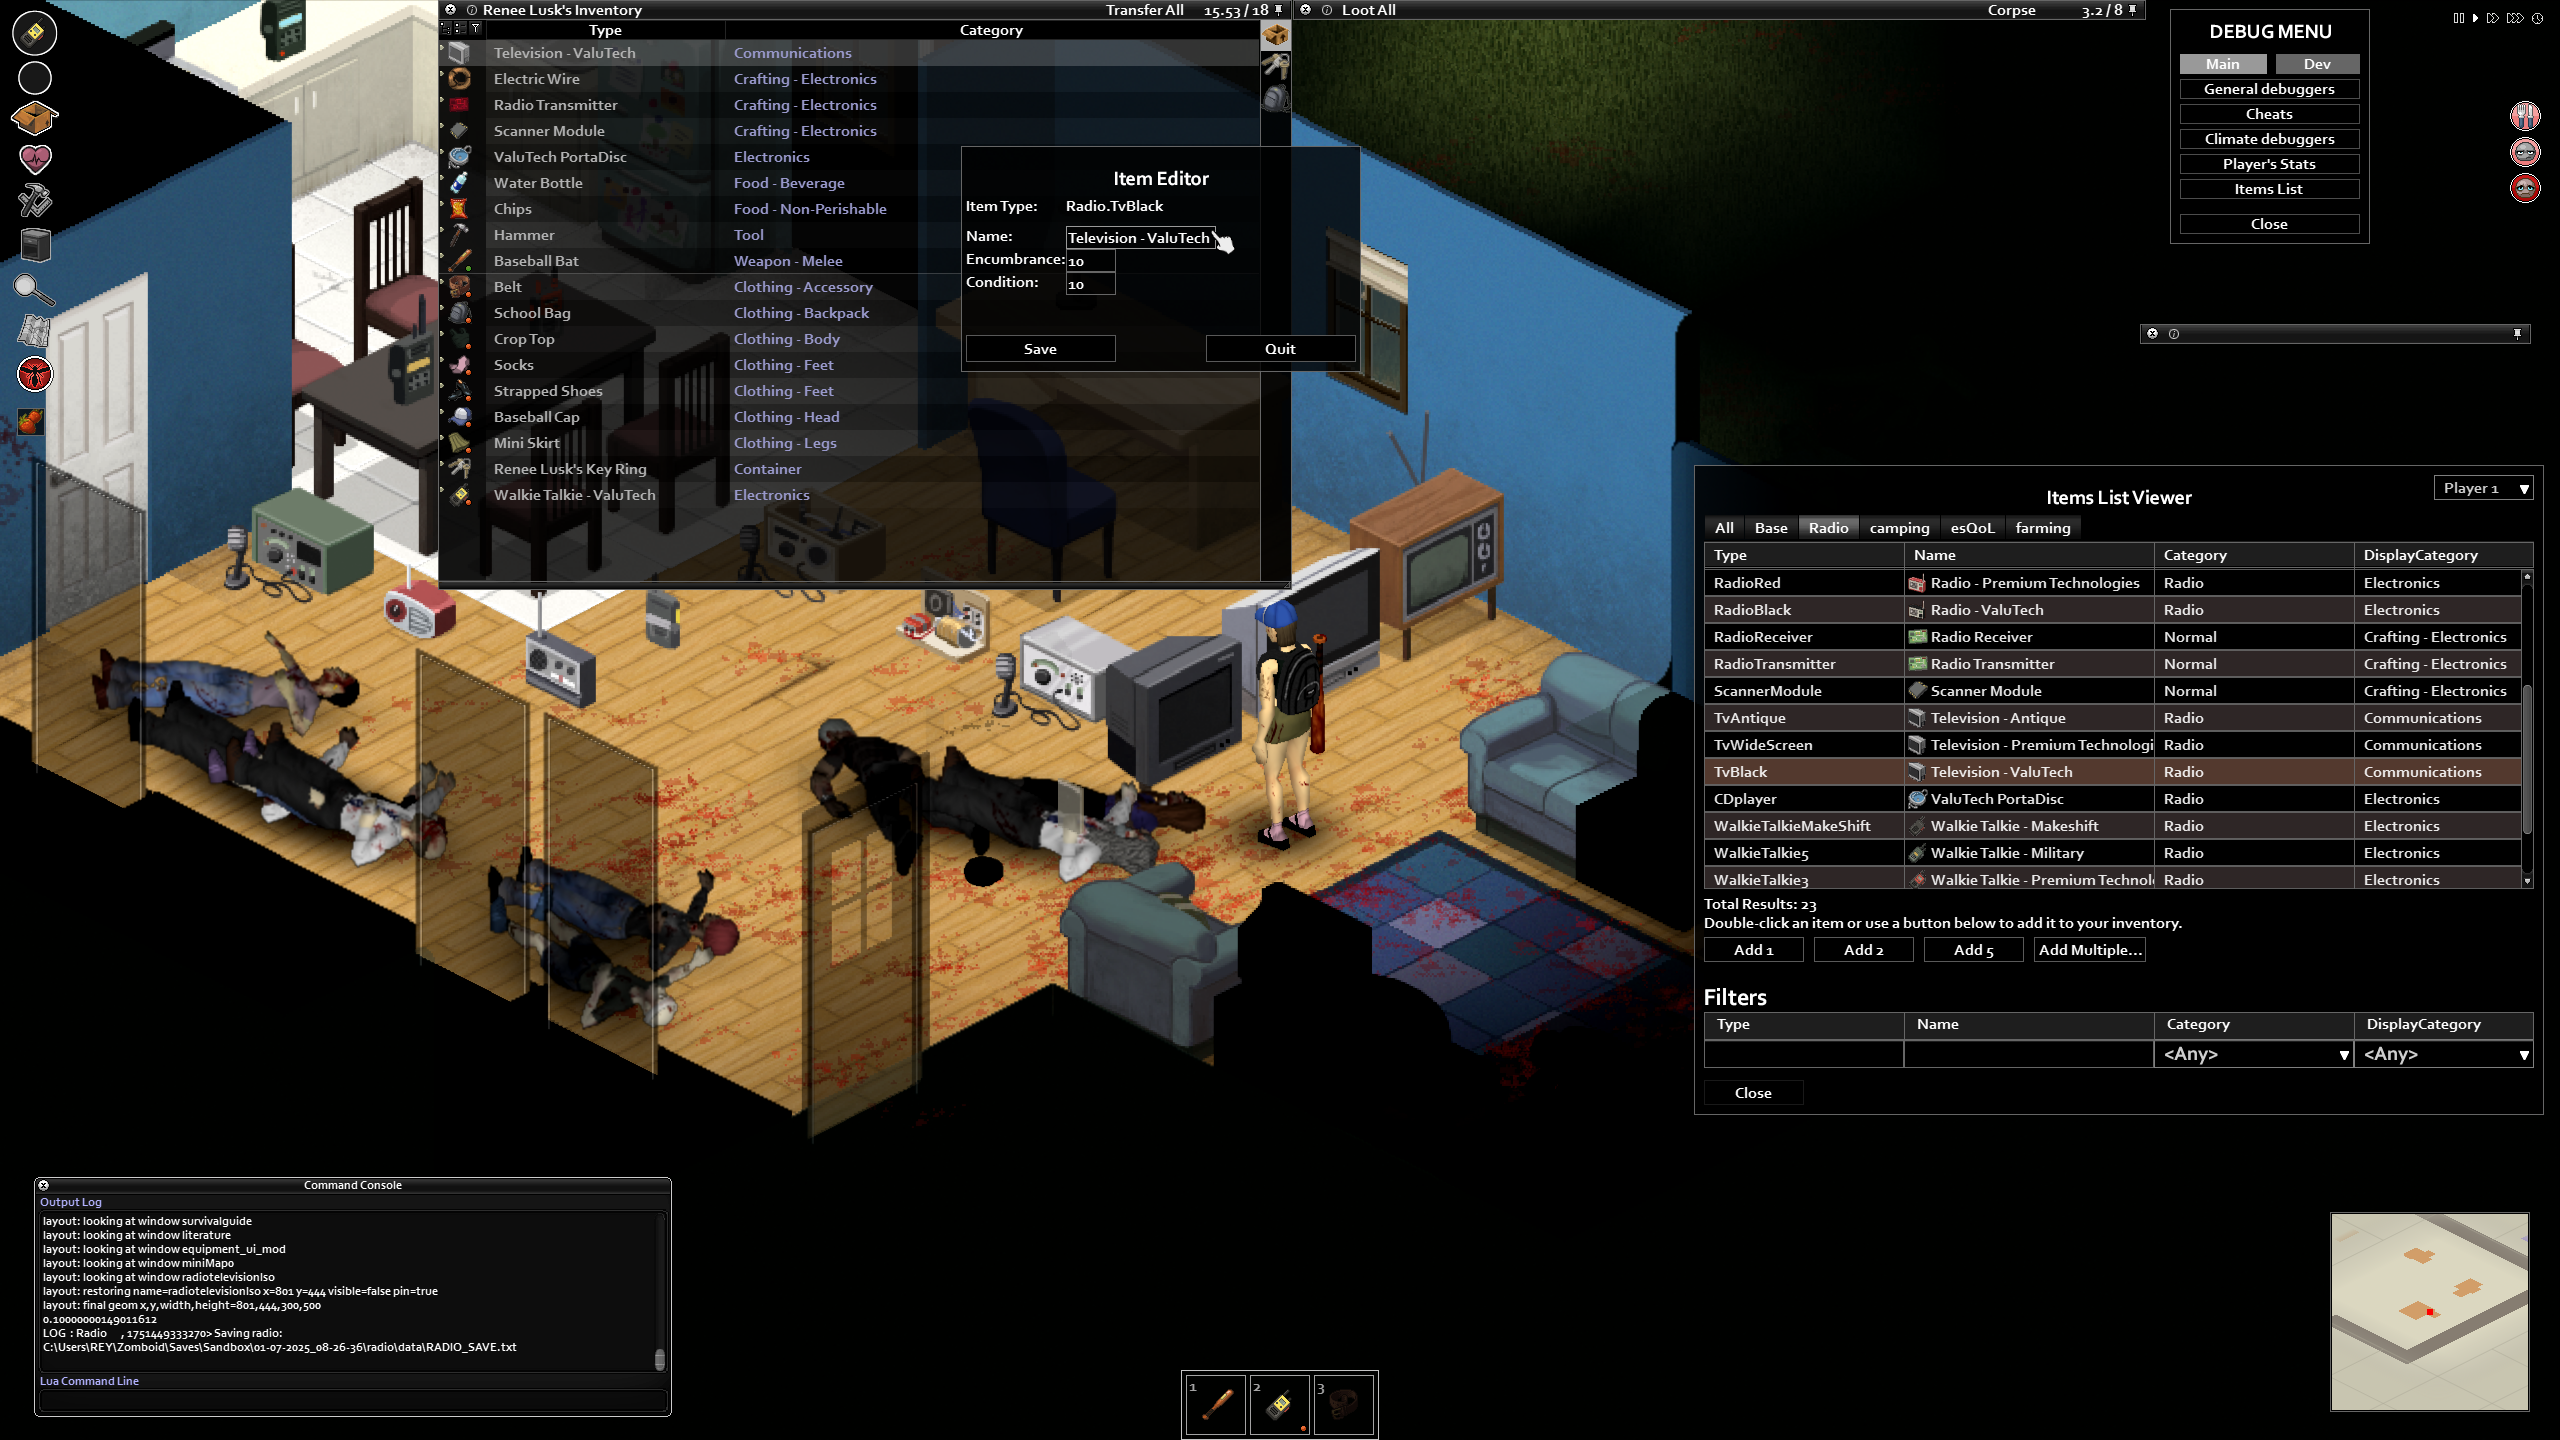 Renee Lusk's Inventory Transfer All 15.53 / 18
Type Category
Television - ValuTech Communications
Electric Wire Crafting - Electronics
Radio Transmitter Crafting - Electronics
Scanner Module Crafting - Electronics
ValuTech PortaDisc Electronics
Water Bottle Food - Beverage
Chips Food - Non-Perishable
Hammer Tool
Baseball Bat Weapon - Melee
Belt Clothing - Accessory
School Bag Clothing - Backpack
Crop Top Clothing - Body
Socks Clothing - Feet
Strapped Shoes Clothing - Feet
Baseball Cap Clothing - Head
Mini Skirt Clothing - Legs
Renee Lusk's Key Ring Container
Walkie Talkie - ValuTech Electronics
Loot All Corpse 3.2 / 8
Item Editor
Item Type: Radio.TvBlack
Name: Television - ValuTech
Encumbrance: 10
Condition: 10
Save Quit
DEBUG MENU
Main Dev
General debuggers
Cheats
Climate debuggers
Player's Stats
Items List
Close
Player 1
Items List Viewer
All Base Radio camping esQoL farming
Type Name Category DisplayCategory
RadioRed Radio - Premium Technologies Radio Electronics
RadioBlack Radio - ValuTech Radio Electronics
RadioReceiver Radio Receiver Normal Crafting - Electronics
RadioTransmitter Radio Transmitter Normal Crafting - Electronics
ScannerModule Scanner Module Normal Crafting - Electronics
TvAntique Television - Antique Radio Communications
TvWideScreen Television - Premium Technologi Radio Communications
TvBlack Television - ValuTech Radio Communications
CDplayer ValuTech PortaDisc Radio Electronics
WalkieTalkieMakeShift Walkie Talkie - Makeshift Radio Electronics
WalkieTalkie5 Walkie Talkie - Military Radio Electronics
WalkieTalkie3 Walkie Talkie - Premium Technol Radio Electronics
Total Results: 23
Double-click an item or use a button below to add it to your inventory.
Add 1 Add 2 Add 5 Add Multiple...
Filters
Type Name Category DisplayCategory
<Any> <Any>
Close
Command Console
Output Log
layout: looking at window survivalguide
layout: looking at window literature
layout: looking at window equipment_ui_mod
layout: looking at window miniMapo
layout: looking at window radiotelevisionIso
layout: restoring name=radiotelevisionIso x=801 y=444 visible=false pin=true
layout: final geom x,y,width,height=801,444,300,500
0.10000000149011612
LOG : Radio , 1751449333270> Saving radio:
C:\Users\REY\Zomboid\Saves\Sandbox\01-07-2025_08-26-36\radio\data\RADIO_SAVE.txt
Lua Command Line
1 2 3